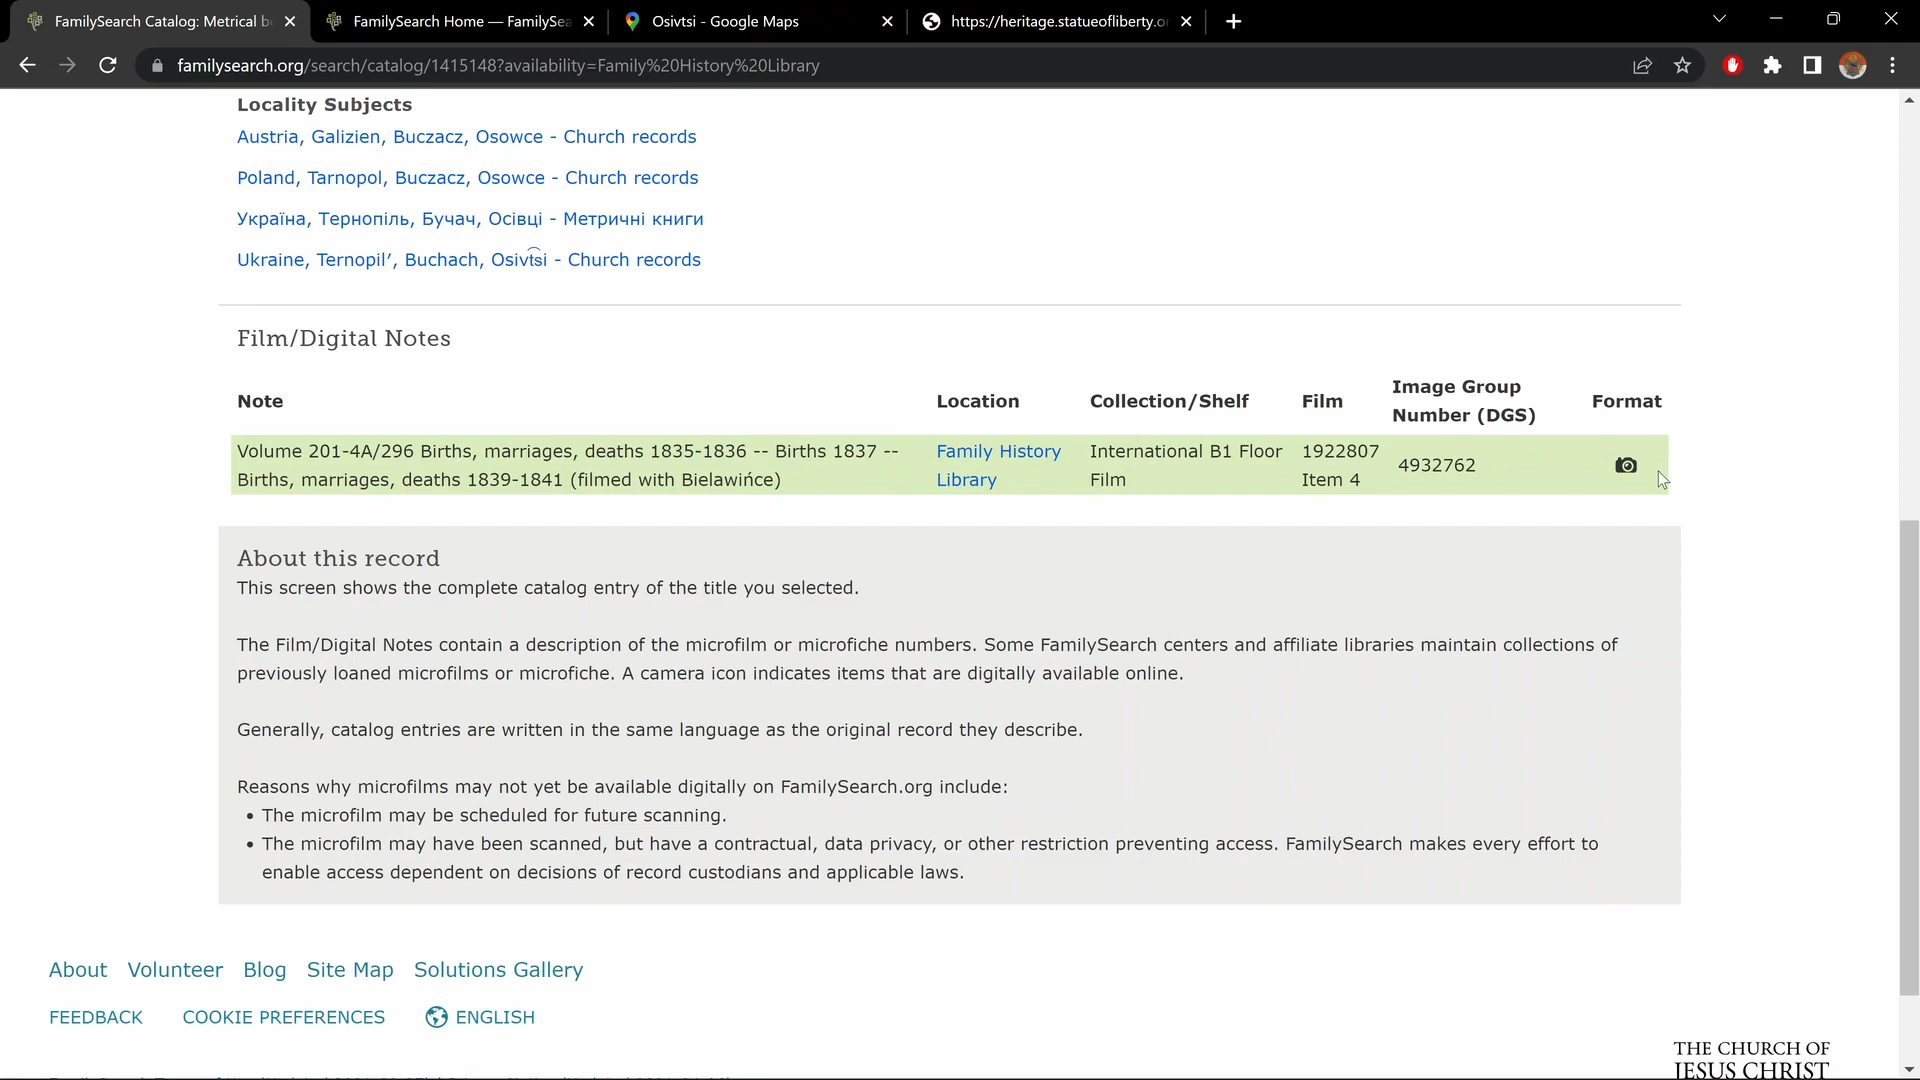 FamilySearch Catalog: Metrical b
FamilySearch Home — FamilySea
Osivtsi - Google Maps
https://heritage.statueofliberty.or
familysearch.org/search/catalog/1415148?availability=Family%20History%20Library
Locality Subjects
Austria, Galizien, Buczacz, Osowce - Church records
Poland, Tarnopol, Buczacz, Osowce - Church records
Україна, Тернопіль, Бучач, Осівці - Метричні книги
Ukraine, Ternopil′, Buchach, Osivt͡si - Church records
Film/Digital Notes
Note Location Collection/Shelf Film Image Group Number (DGS) Format
Volume 201-4A/296 Births, marriages, deaths 1835-1836 -- Births 1837 -- Family History International B1 Floor 1922807 4932762
Births, marriages, deaths 1839-1841 (filmed with Bielawińce) Library Film Item 4
About this record
This screen shows the complete catalog entry of the title you selected.
The Film/Digital Notes contain a description of the microfilm or microfiche numbers. Some FamilySearch centers and affiliate libraries maintain collections of
previously loaned microfilms or microfiche. A camera icon indicates items that are digitally available online.
Generally, catalog entries are written in the same language as the original record they describe.
Reasons why microfilms may not yet be available digitally on FamilySearch.org include:
• The microfilm may be scheduled for future scanning.
• The microfilm may have been scanned, but have a contractual, data privacy, or other restriction preventing access. FamilySearch makes every effort to
enable access dependent on decisions of record custodians and applicable laws.
About Volunteer Blog Site Map Solutions Gallery
FEEDBACK COOKIE PREFERENCES ENGLISH
THE CHURCH OF
JESUS CHRIST